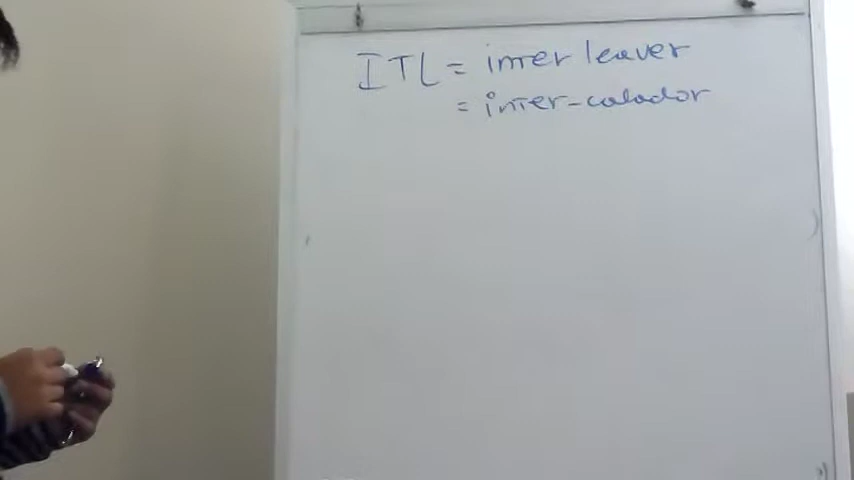 ITL = inter leaver
= inter-calador